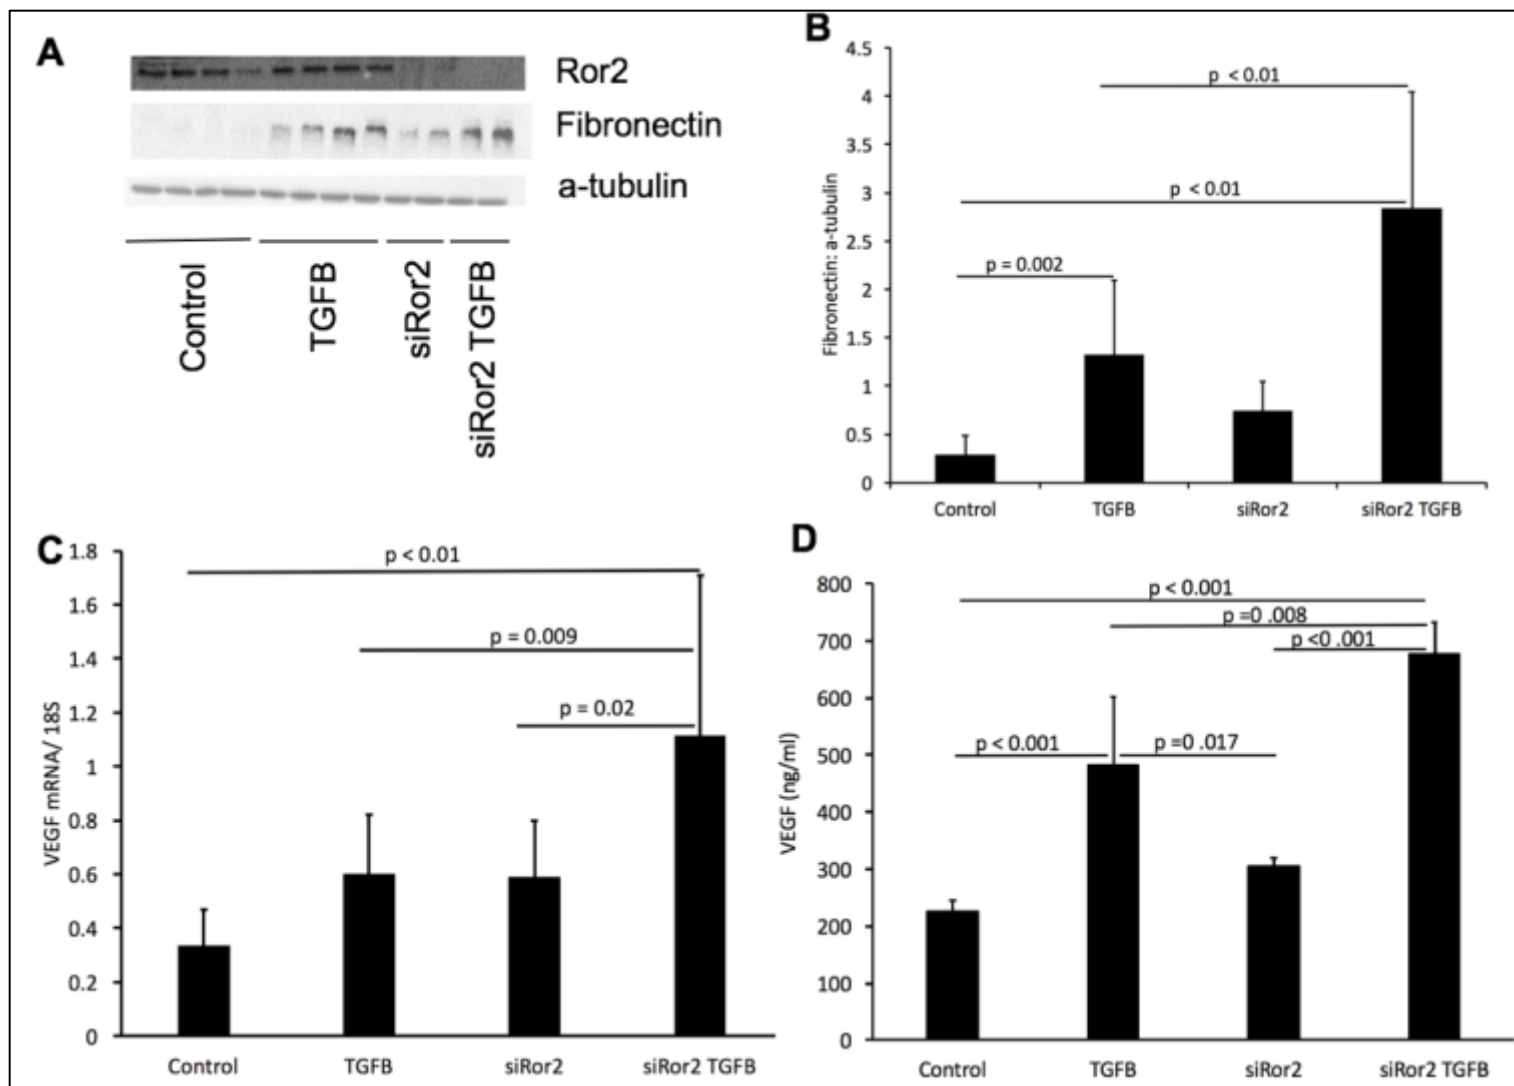 A
Ror2
Fibronectin
a-tubulin
Control
TGFB
siRor2
siRor2 TGFB
B
4.5
4
3.5
3
2.5
2
1.5
1
0.5
0
Fibronectin: a-tubulin
p < 0.01
p < 0.01
p = 0.002
Control TGFB siRor2 siRor2 TGFB
C
1.8
1.6
1.4
1.2
1
0.8
0.6
0.4
0.2
0
VEGF mRNA/ 18S
p < 0.01
p = 0.009
p = 0.02
Control TGFB siRor2 siRor2 TGFB
D
800
700
600
500
400
300
200
100
0
VEGF (ng/ml)
p < 0.001
p =0 .008
p <0 .001
p < 0.001 p =0 .017
Control TGFB siRor2 siRor2 TGFB